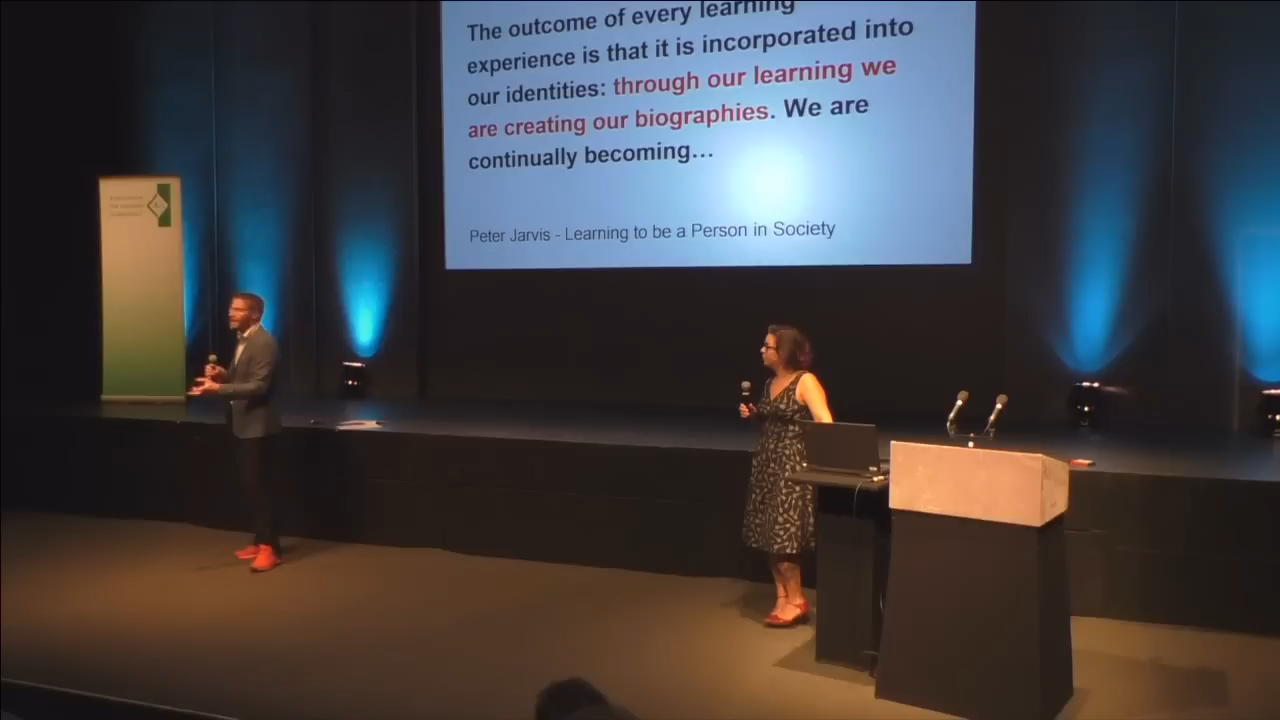 The outcome of every learning
experience is that it is incorporated into
our identities: through our learning we
are creating our biographies. We are
continually becoming...
Peter Jarvis - Learning to be a Person in Society